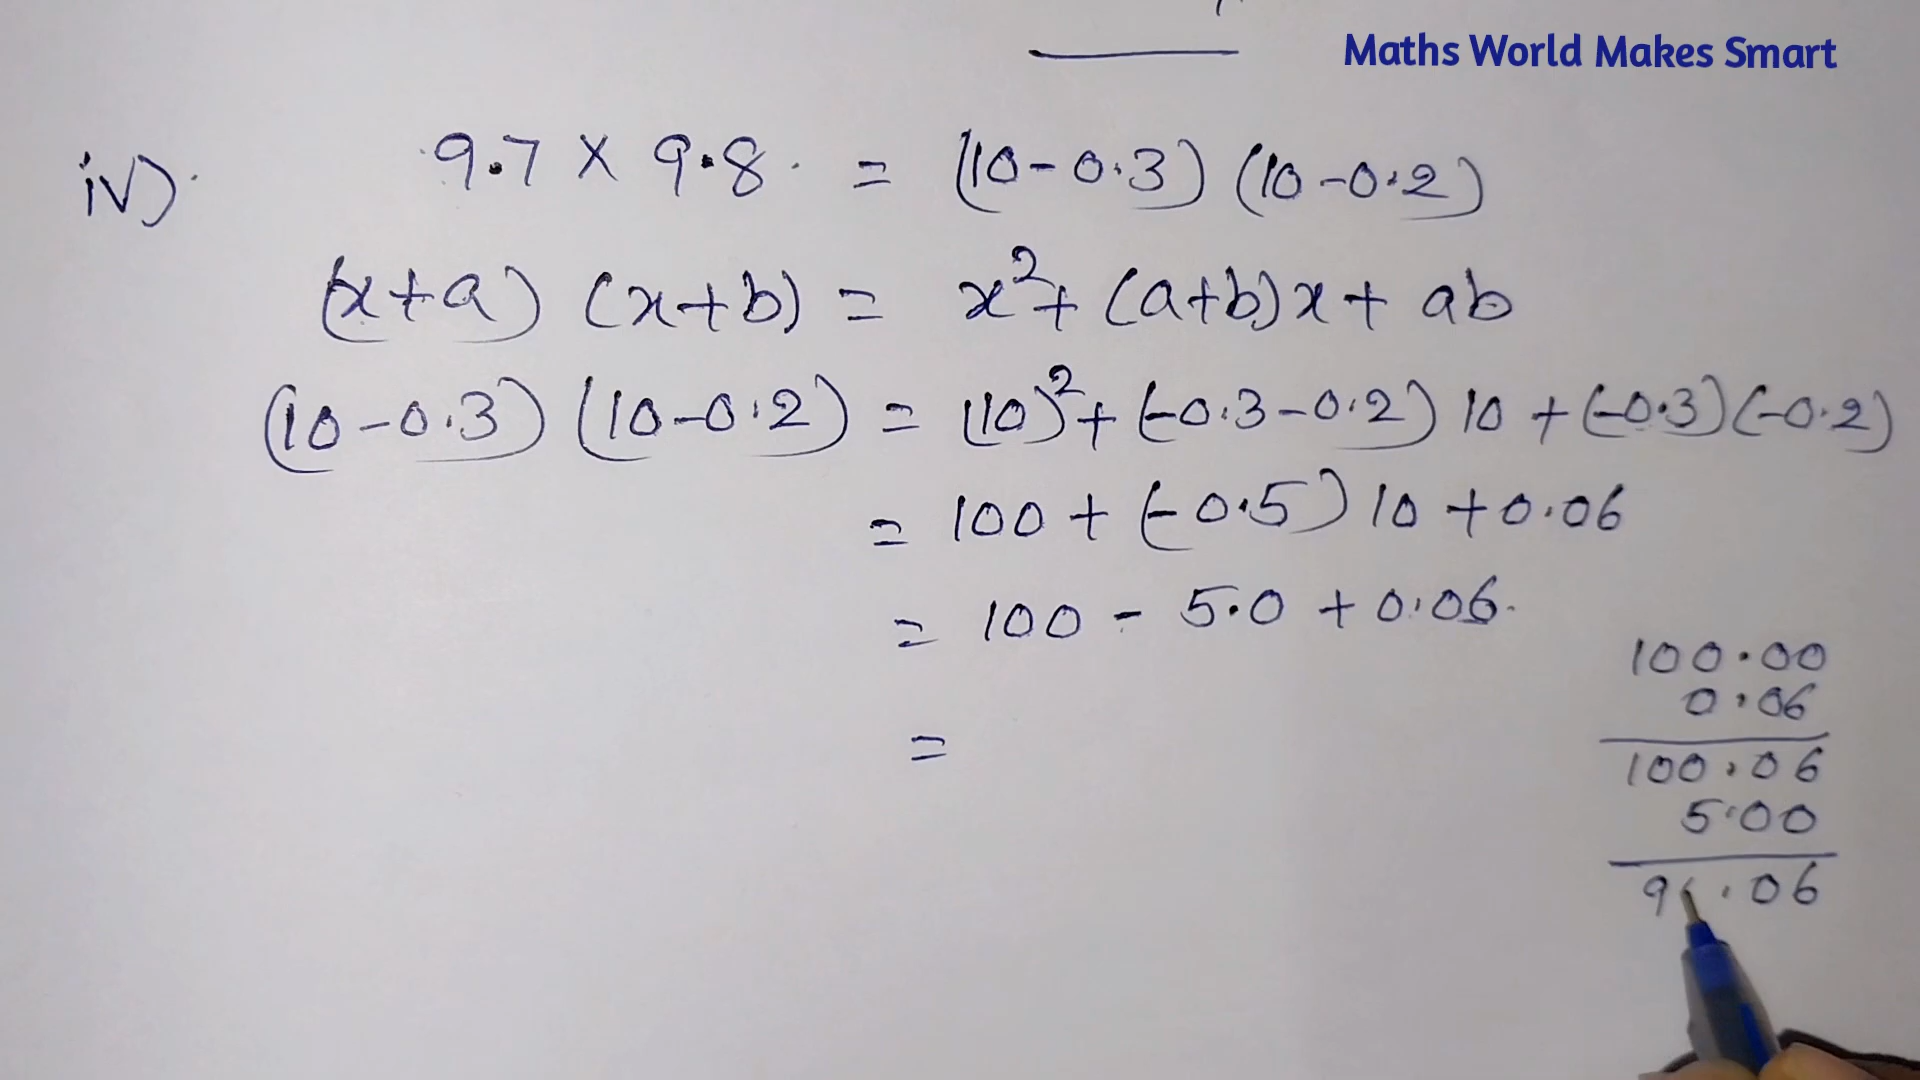 Maths World Makes Smart
iv) 9.7 × 9.8 = (10-0.3) (10-0.2)
(x+a) (x+b) = x²+ (a+b)x + ab
(10-0.3) (10-0.2) = (10)²+ (-0.3-0.2) 10 + (-0.3)(-0.2)
= 100 + (-0.5) 10 +0.06
= 100 - 5.0 + 0.06
=
100.00
0.06
100.06
5.00